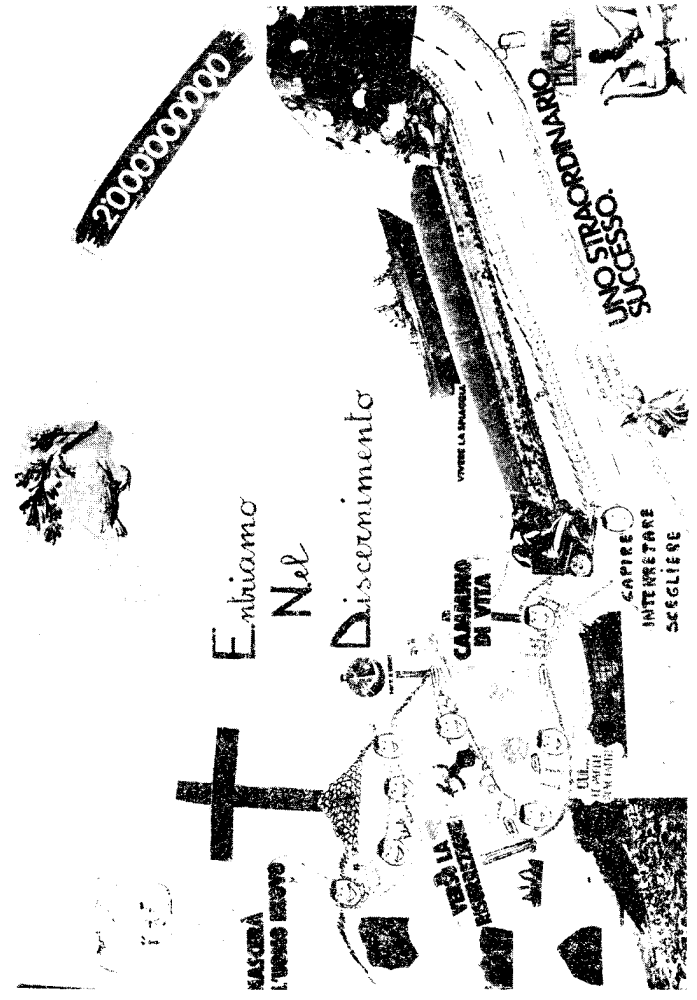 2'000'000'000
UNO STRAORDINARIO
SUCCESSO.
Entriamo
Nel
Discernimento
CAMMINO
DI VITA
CAPIRE
INTERPRETARE
SCEGLIERE
VERSO LA
RISURREZIONE
NASCERÀ
L'UOMO NUOVO